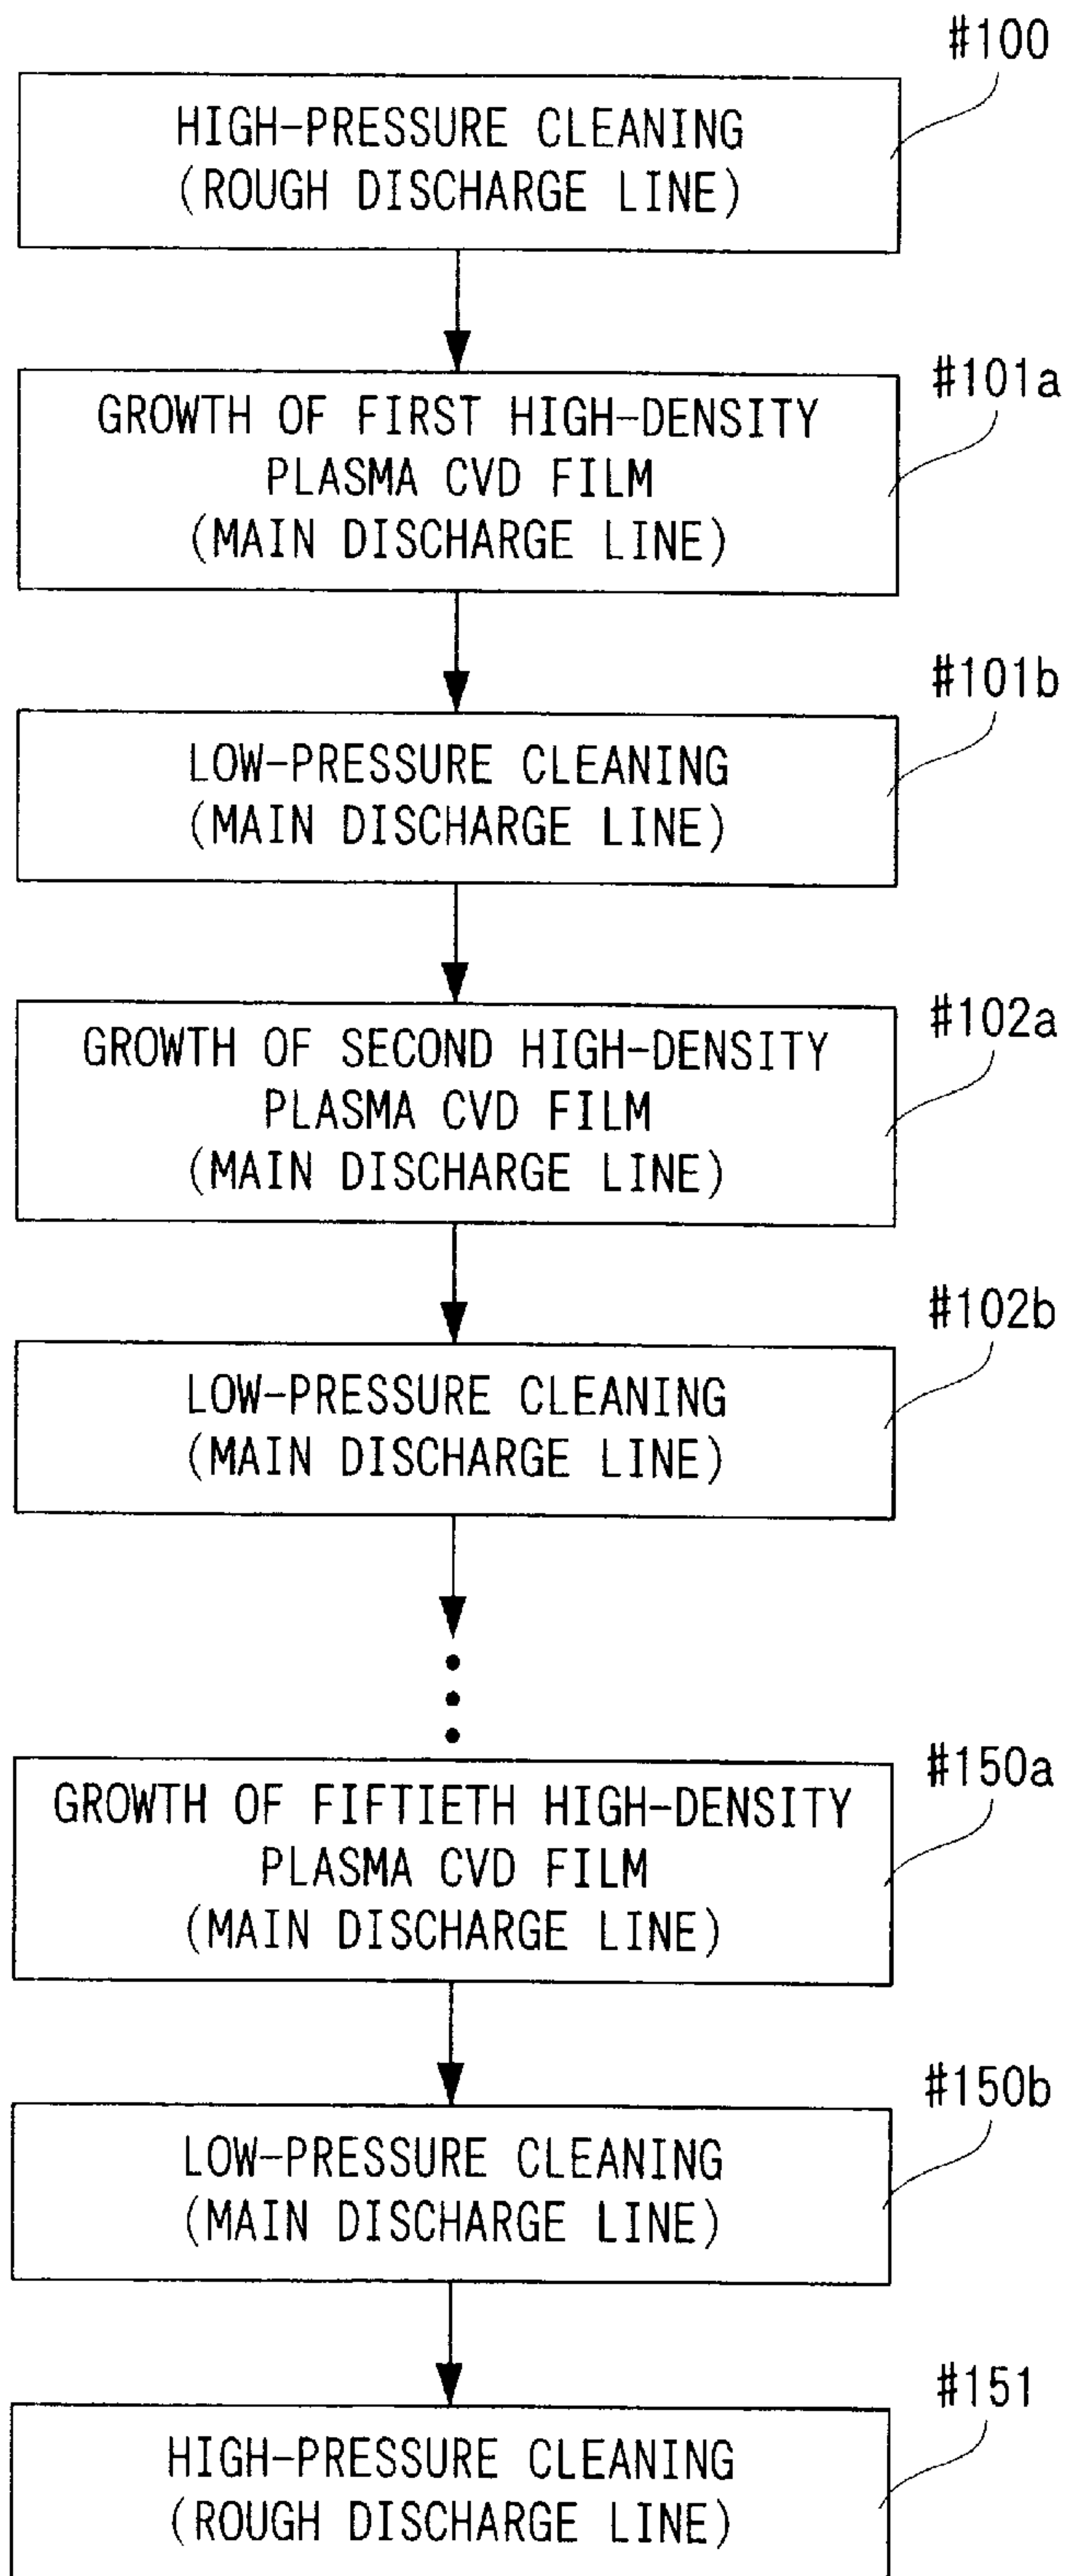 #100
HIGH-PRESSURE CLEANING
(ROUGH DISCHARGE LINE)
#101a
GROWTH OF FIRST HIGH-DENSITY
PLASMA CVD FILM
(MAIN DISCHARGE LINE)
#101b
LOW-PRESSURE CLEANING
(MAIN DISCHARGE LINE)
#102a
GROWTH OF SECOND HIGH-DENSITY
PLASMA CVD FILM
(MAIN DISCHARGE LINE)
#102b
LOW-PRESSURE CLEANING
(MAIN DISCHARGE LINE)
#150a
GROWTH OF FIFTIETH HIGH-DENSITY
PLASMA CVD FILM
(MAIN DISCHARGE LINE)
#150b
LOW-PRESSURE CLEANING
(MAIN DISCHARGE LINE)
#151
HIGH-PRESSURE CLEANING
(ROUGH DISCHARGE LINE)